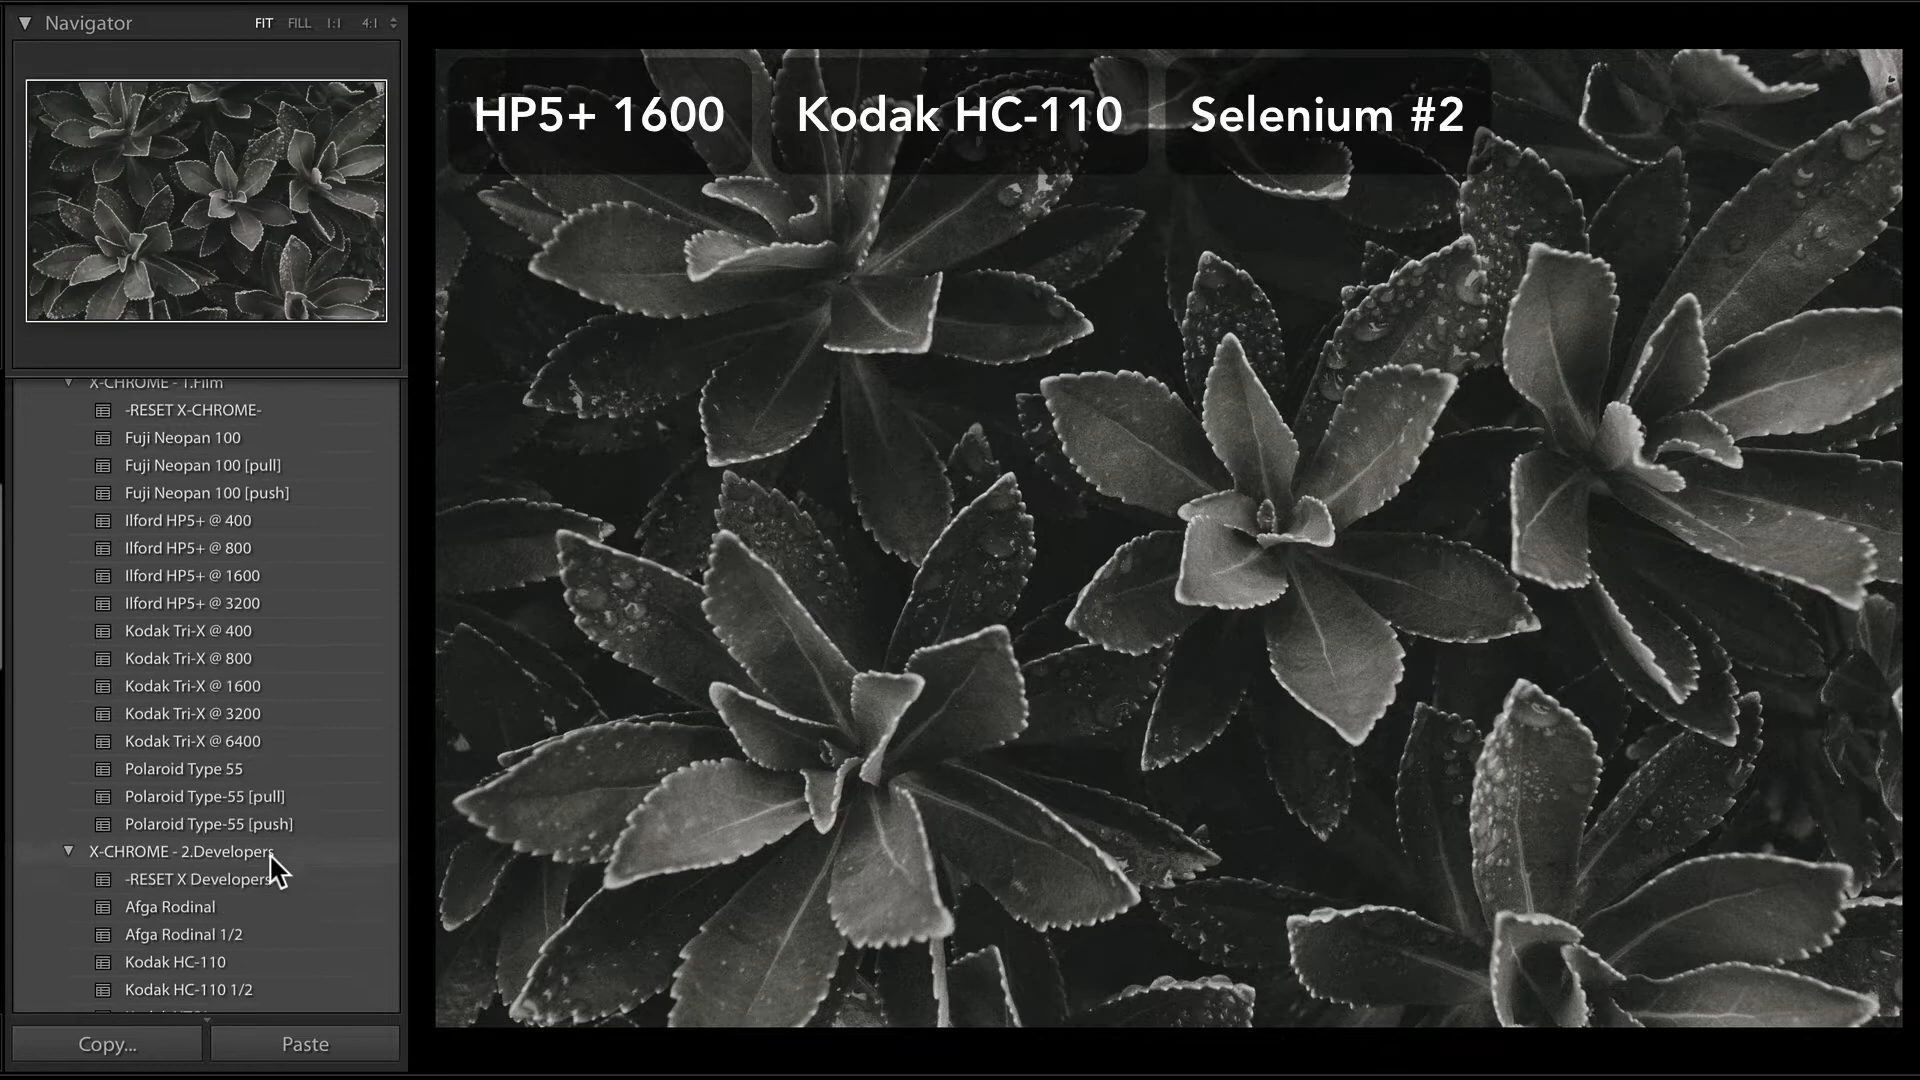 Navigator
FIT FILL 1:1 4:1
X-CHROME - 1.Film
-RESET X-CHROME-
Fuji Neopan 100
Fuji Neopan 100 [pull]
Fuji Neopan 100 [push]
Ilford HP5+ @ 400
Ilford HP5+ @ 800
Ilford HP5+ @ 1600
Ilford HP5+ @ 3200
Kodak Tri-X @ 400
Kodak Tri-X @ 800
Kodak Tri-X @ 1600
Kodak Tri-X @ 3200
Kodak Tri-X @ 6400
Polaroid Type 55
Polaroid Type-55 [pull]
Polaroid Type-55 [push]
X-CHROME - 2.Developers
-RESET X Developers
Afga Rodinal
Afga Rodinal 1/2
Kodak HC-110
Kodak HC-110 1/2
Copy... Paste
HP5+ 1600 Kodak HC-110 Selenium #2